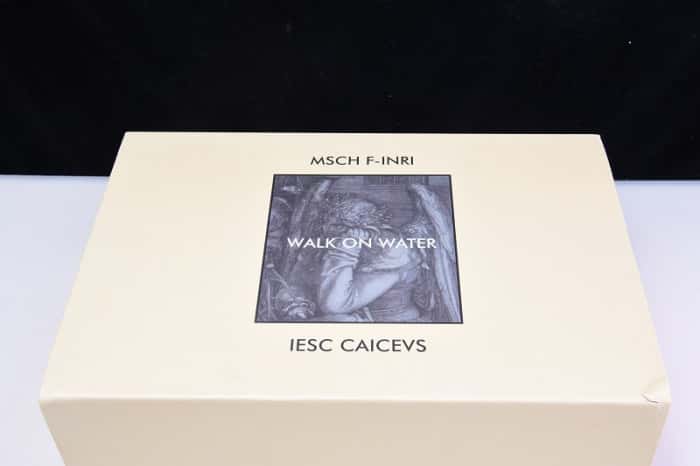 MSCH F-INRI
WALK ON WATER
IESC CAICEVS